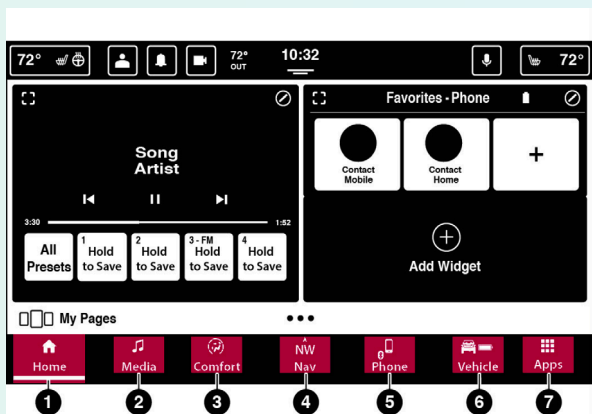 72°
72°
OUT
10:32
72°
Song
Artist
3:30
1:52
All
Presets
1
Hold
to Save
2
Hold
to Save
3 - FM
Hold
to Save
4
Hold
to Save
Favorites - Phone
Contact
Mobile
Contact
Home
+
Add Widget
My Pages
Home
Media
Comfort
NW
Nav
Phone
Vehicle
Apps
1
2
3
4
5
6
7